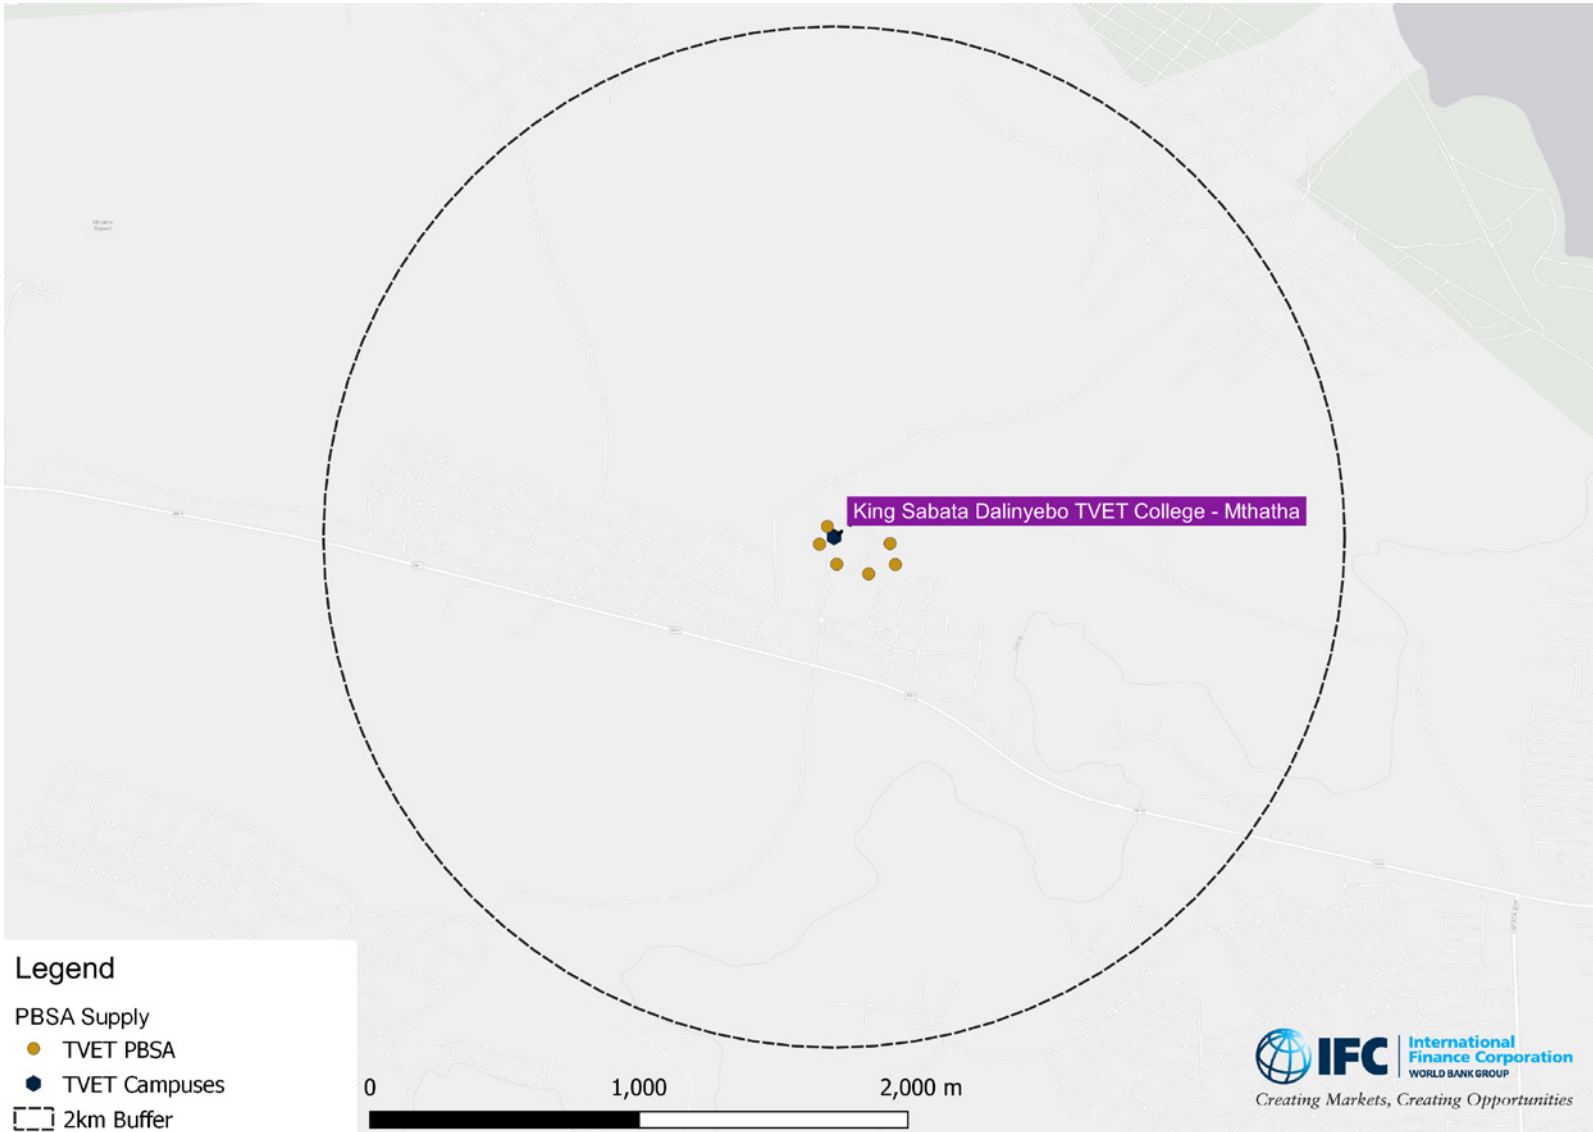 King Sabata Dalinyebo TVET College - Mthatha
Legend
PBSA Supply
TVET PBSA
TVET Campuses
2km Buffer
0 1,000 2,000 m
IFC
International
Finance Corporation
WORLD BANK GROUP
Creating Markets, Creating Opportunities